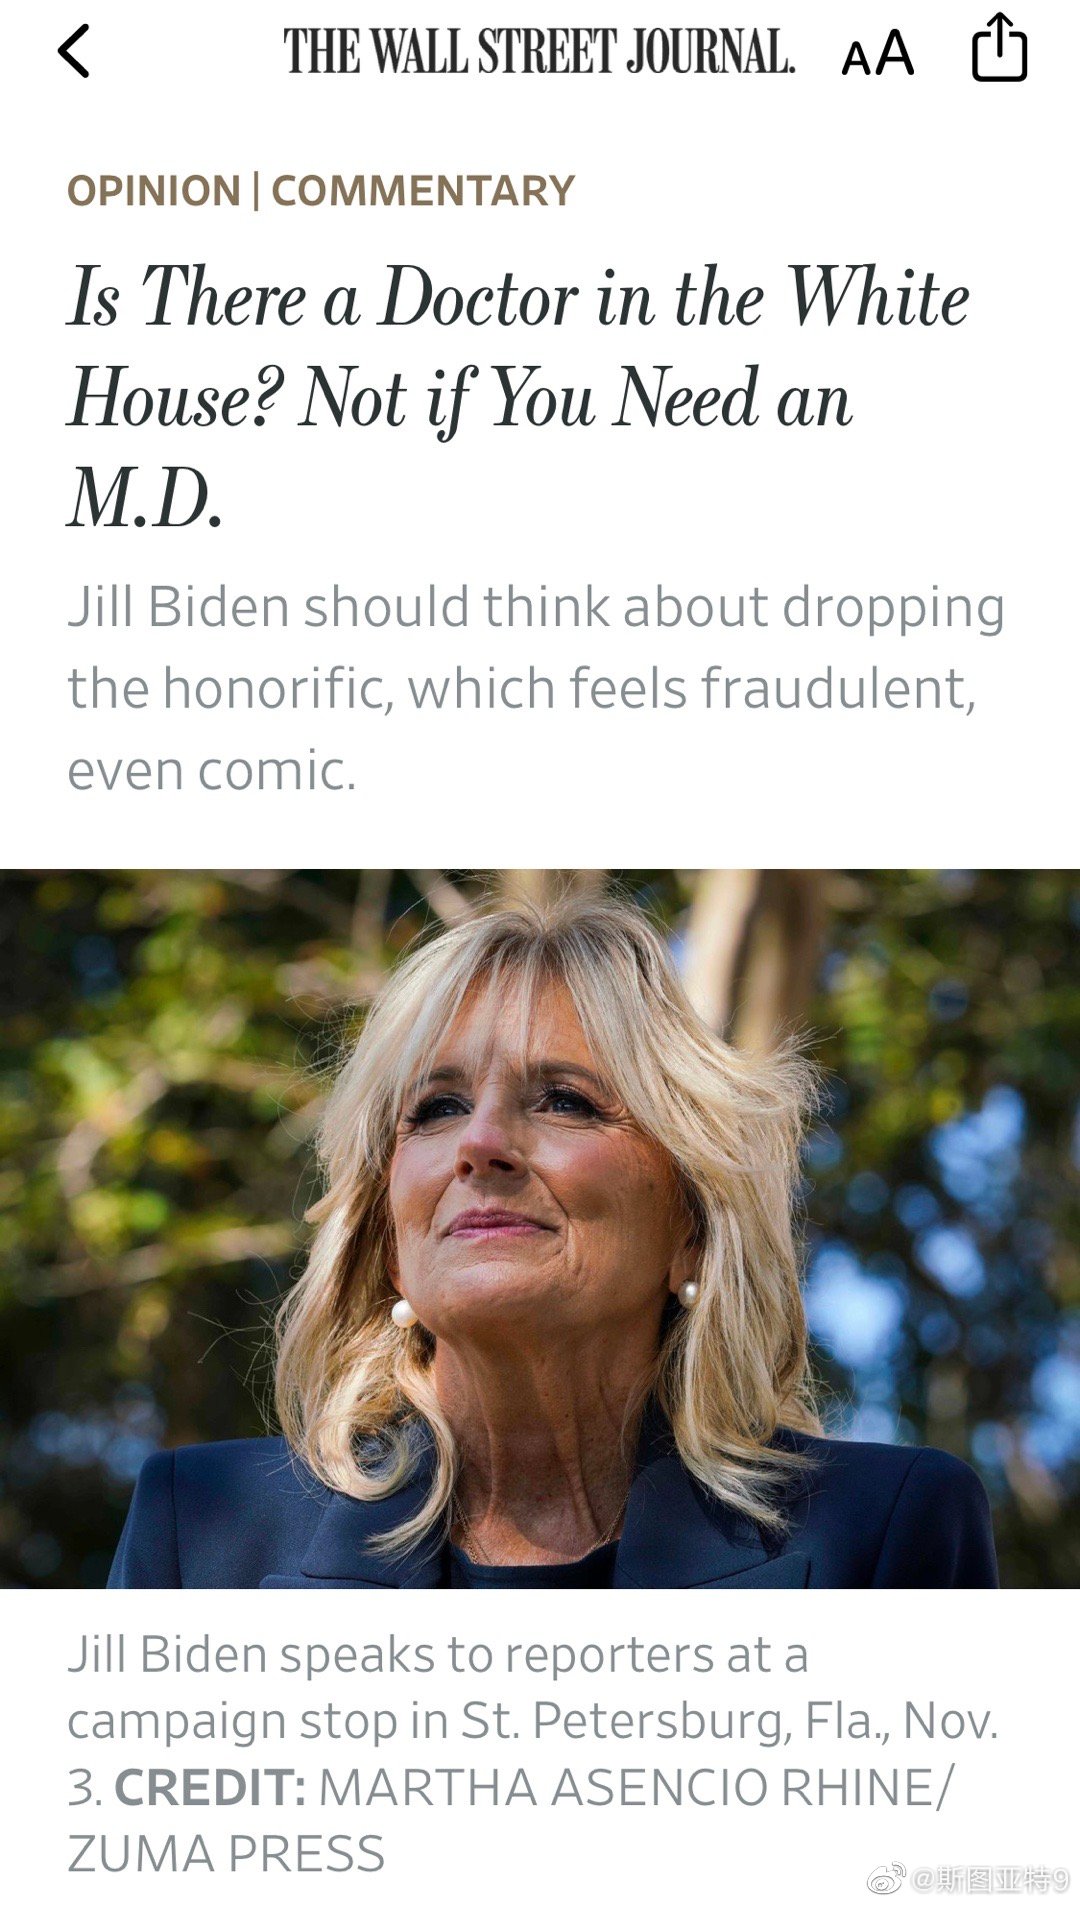 THE WALL STREET JOURNAL.
AA
OPINION | COMMENTARY
Is There a Doctor in the White
House? Not if You Need an
M.D.
Jill Biden should think about dropping
the honorific, which feels fraudulent,
even comic.
Jill Biden speaks to reporters at a
campaign stop in St. Petersburg, Fla., Nov.
3. CREDIT: MARTHA ASENCIO RHINE/
ZUMA PRESS
@斯图亚特9